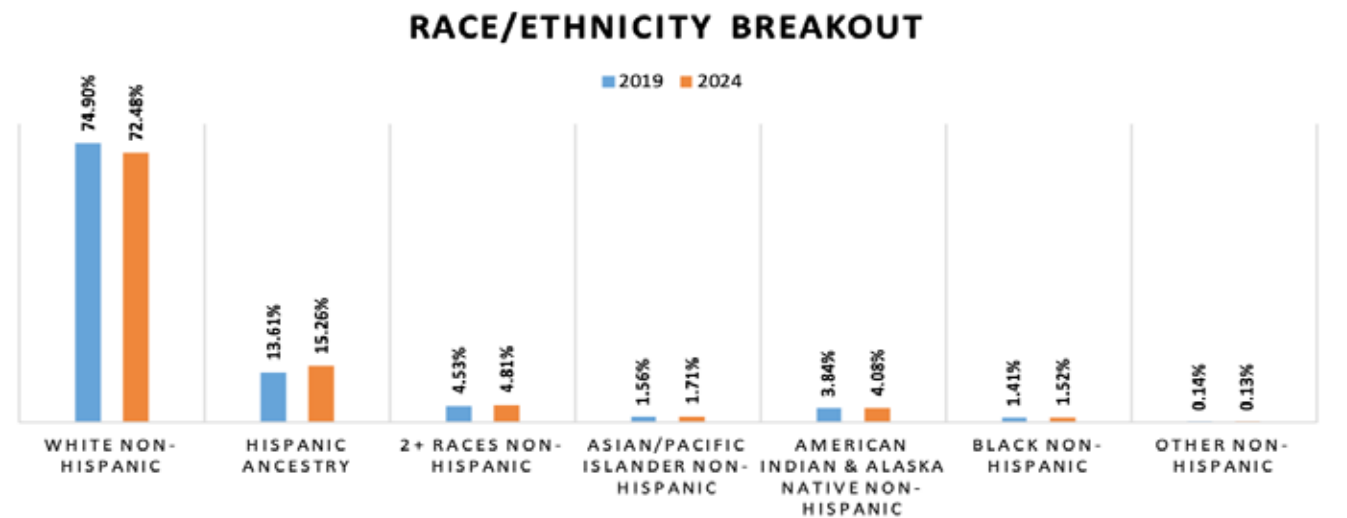 RACE/ETHNICITY BREAKOUT
2019 2024
74.90%
72.48%
13.61%
15.26%
4.53%
4.81%
1.56%
1.71%
3.84%
4.08%
1.41%
1.52%
0.14%
0.13%
WHITE NON-
HISPANIC
HISPANIC
ANCESTRY
2+ RACES NON-
HISPANIC
ASIAN/PACIFIC
ISLANDER NON-
HISPANIC
AMERICAN
INDIAN & ALASKA
NATIVE NON-
HISPANIC
BLACK NON-
HISPANIC
OTHER NON-
HISPANIC